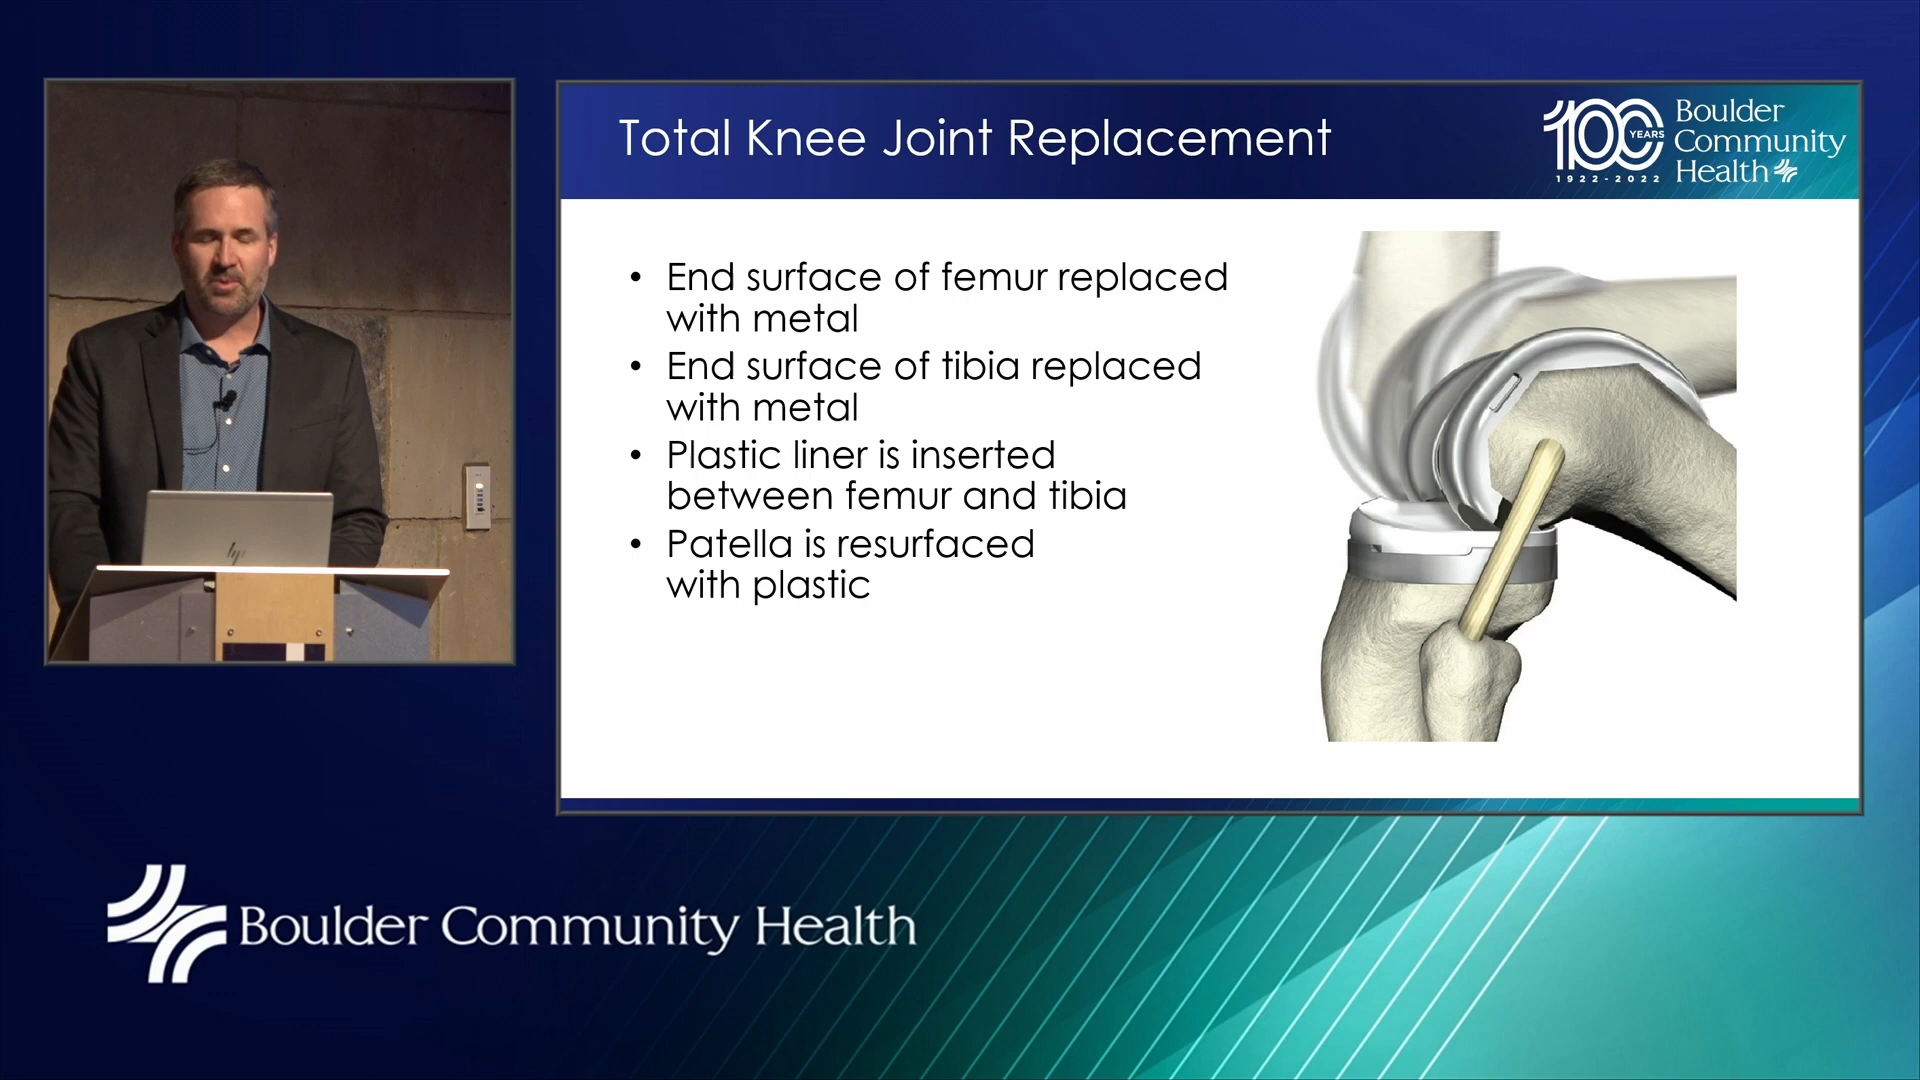 Total Knee Joint Replacement
100 YEARS
1922-2022
Boulder
Community
Health
• End surface of femur replaced
with metal
• End surface of tibia replaced
with metal
• Plastic liner is inserted
between femur and tibia
• Patella is resurfaced
with plastic
hp
Boulder Community Health